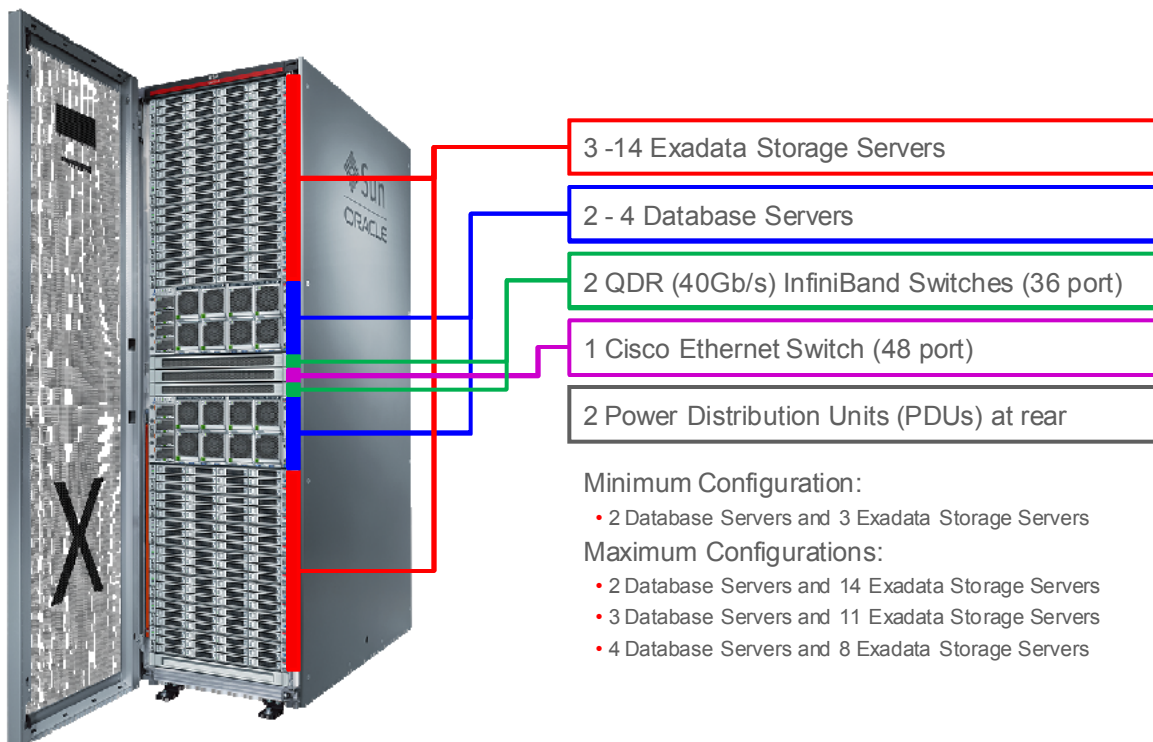 Sun
ORACLE
3 -14 Exadata Storage Servers
2 - 4 Database Servers
2 QDR (40Gb/s) InfiniBand Switches (36 port)
1 Cisco Ethernet Switch (48 port)
2 Power Distribution Units (PDUs) at rear
Minimum Configuration:
• 2 Database Servers and 3 Exadata Storage Servers
Maximum Configurations:
• 2 Database Servers and 14 Exadata Storage Servers
• 3 Database Servers and 11 Exadata Storage Servers
• 4 Database Servers and 8 Exadata Storage Servers
X